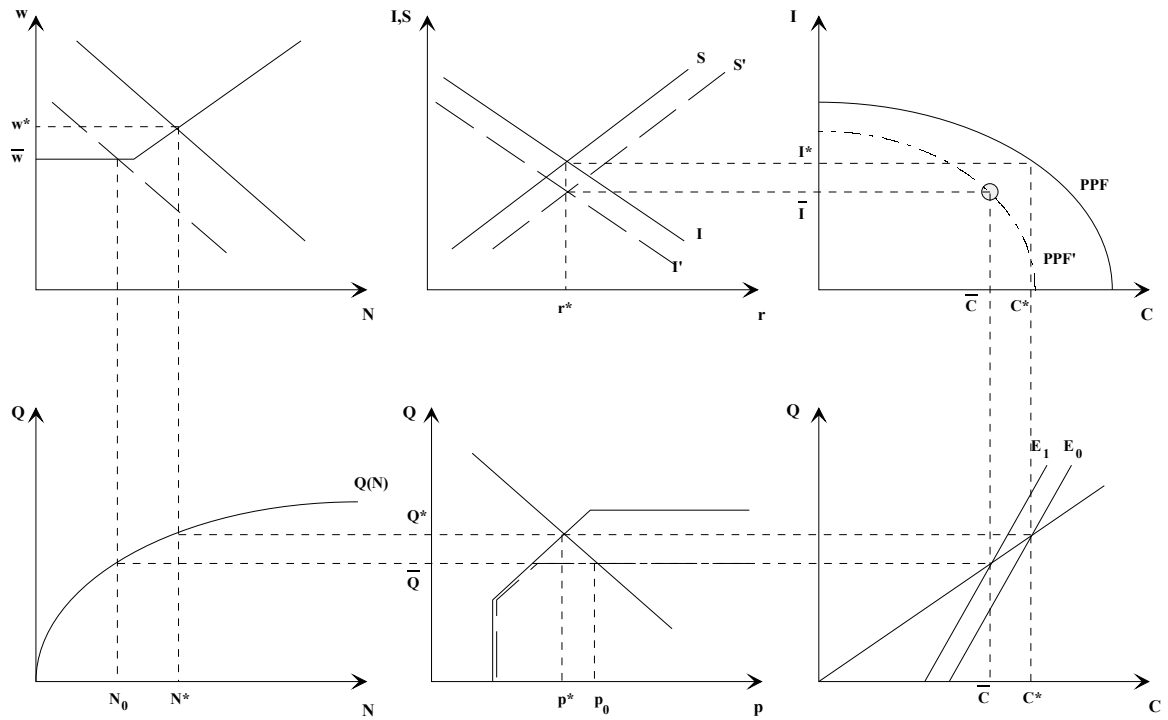 w
w*
w̅
N
I,S
S
S'
I
I'
r*
r
I
I*
I̅
PPF
PPF'
C̅
C*
C
Q
Q(N)
N₀
N*
N
Q
Q*
Q̅
p*
p₀
p
Q
E₁
E₀
C̅
C*
C